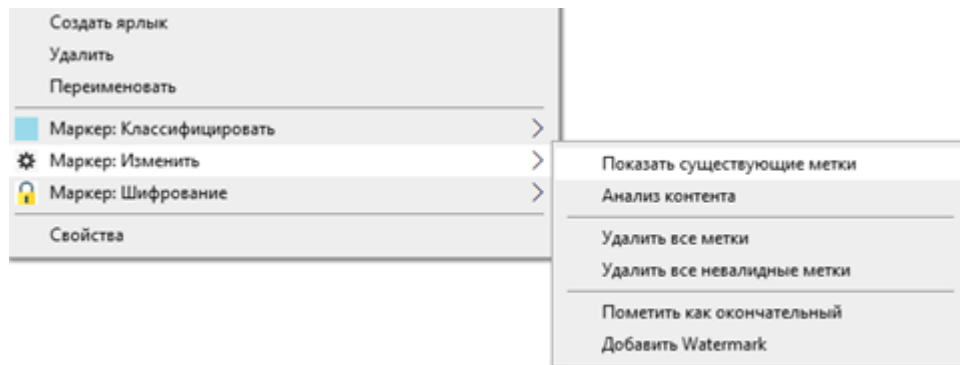 Создать ярлык
Удалить
Переименовать
Маркер: Классифицировать
Маркер: Изменить
Маркер: Шифрование
Свойства
Показать существующие метки
Анализ контента
Удалить все метки
Удалить все невалидные метки
Пометить как окончательный
Добавить Watermark